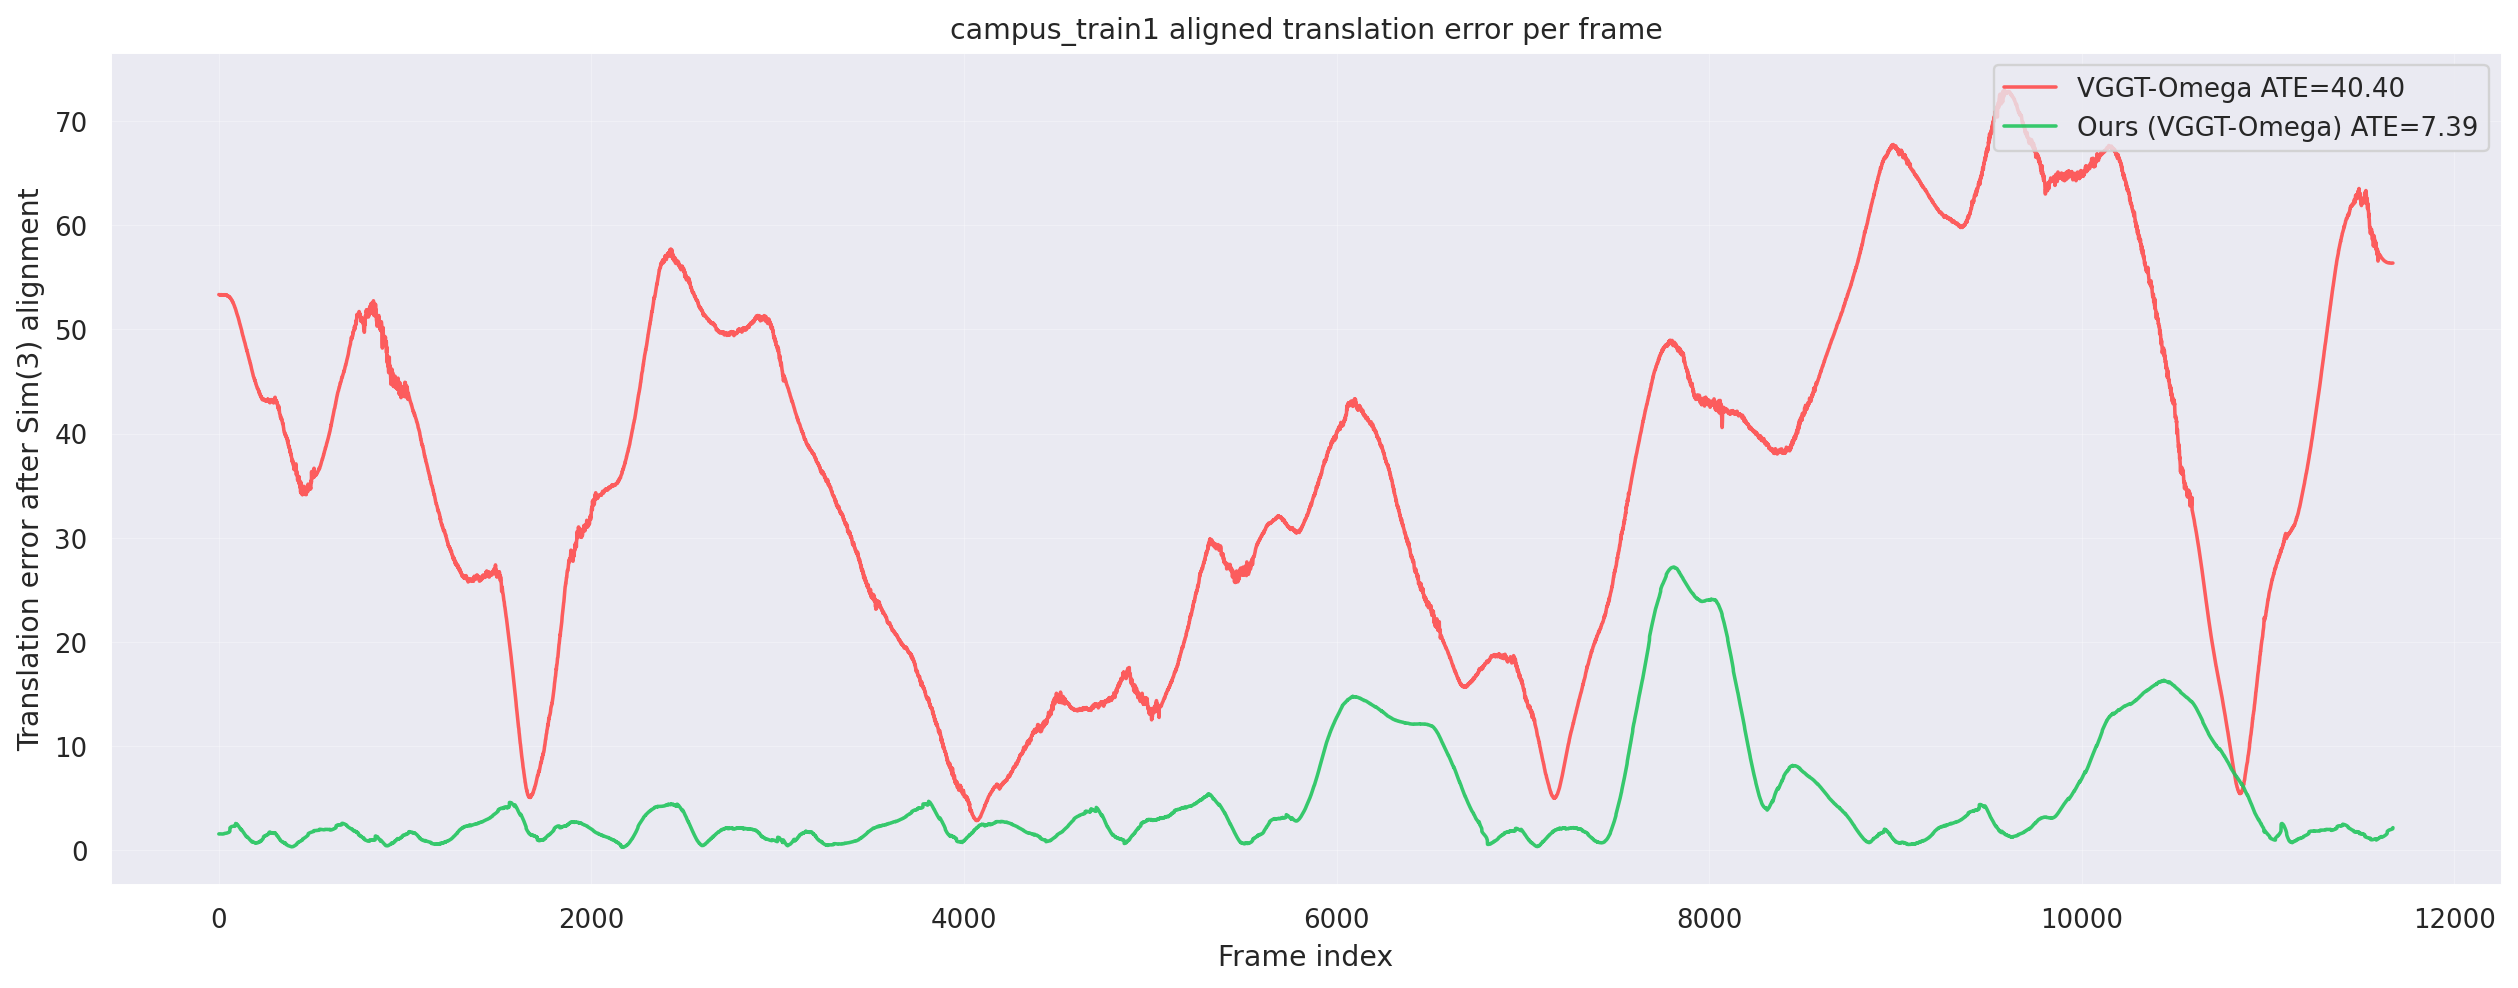 campus_train1 aligned translation error per frame
VGGT-Omega ATE=40.40
Ours (VGGT-Omega) ATE=7.39
Translation error after Sim(3) alignment
70
60
50
40
30
20
10
0
0 2000 4000 6000 8000 10000 12000
Frame index